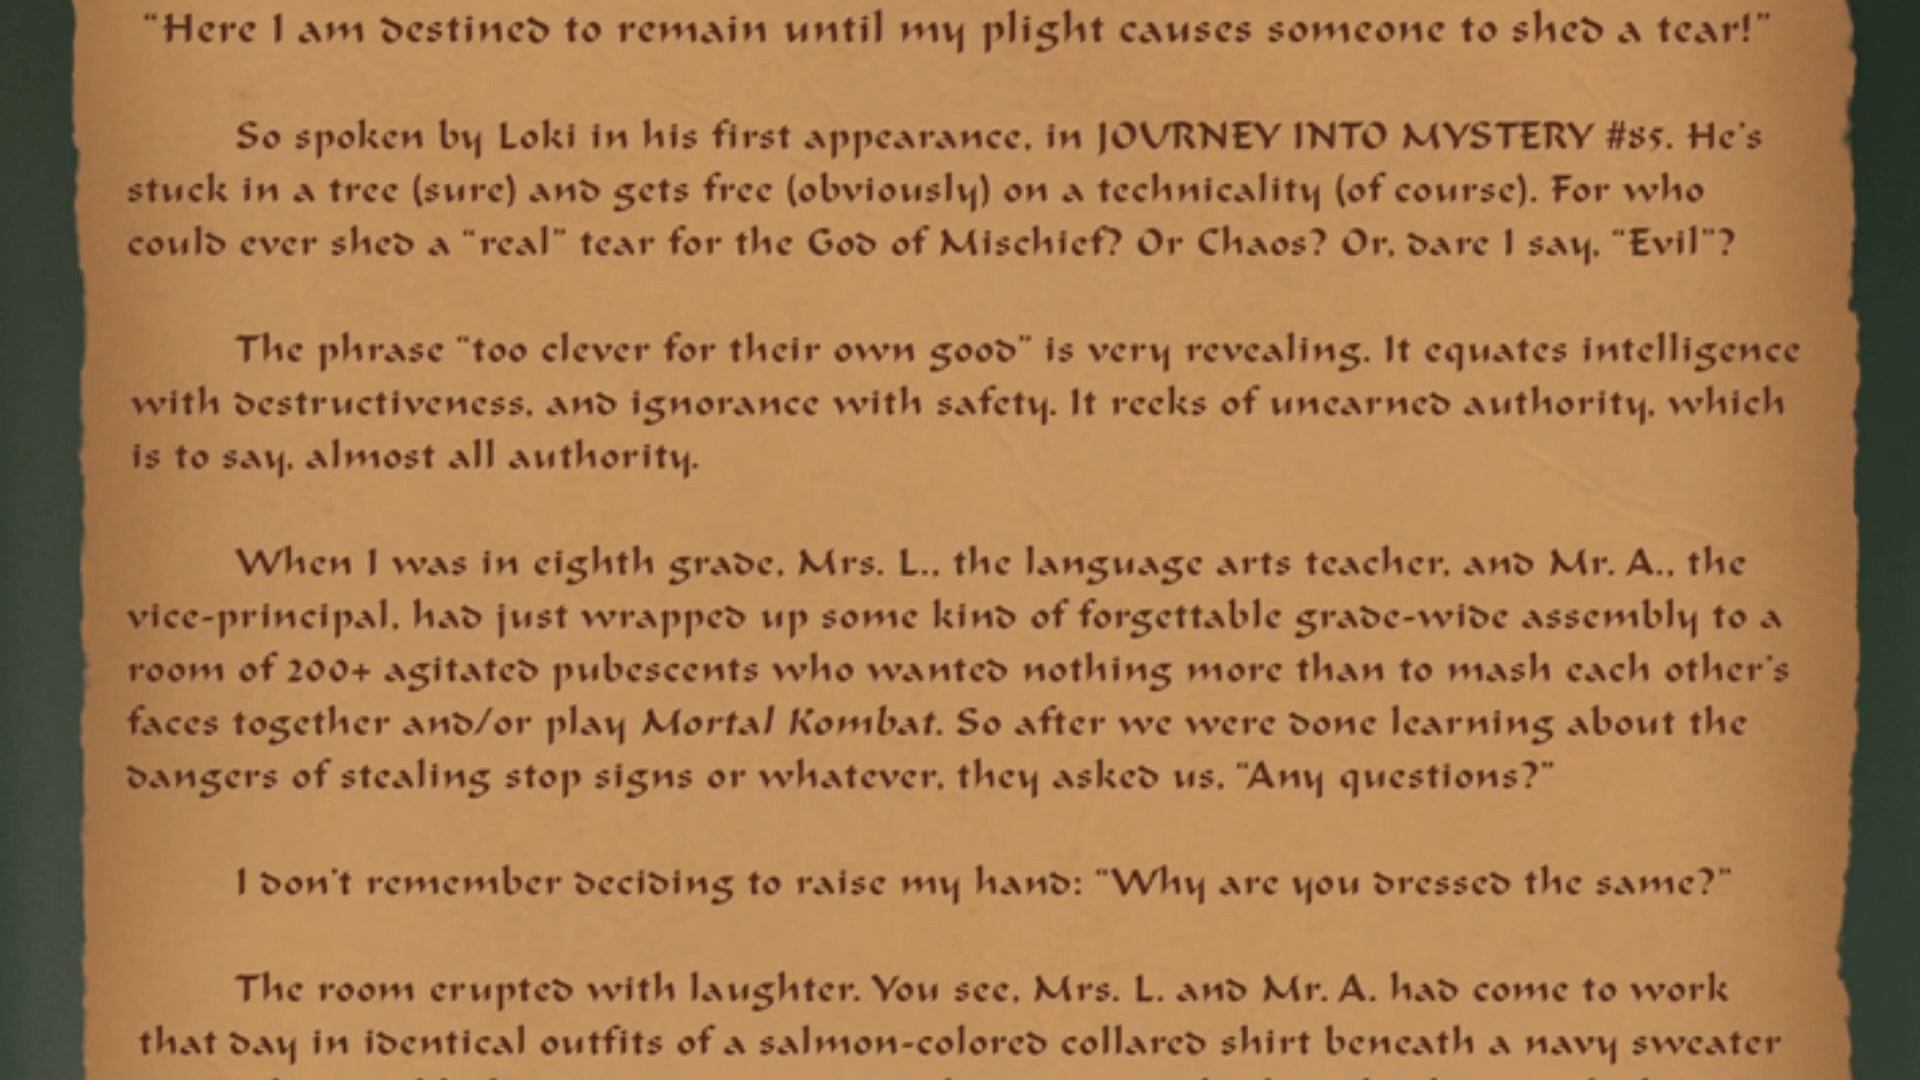 "Here I am destined to remain until my plight causes someone to shed a tear!"
So spoken by Loki in his first appearance, in JOURNEY INTO MYSTERY #85. He's
stuck in a tree (sure) and gets free (obviously) on a technicality (of course). For who
could ever shed a "real" tear for the God of Mischief? Or Chaos? Or, dare I say, "Evil"?
The phrase "too clever for their own good" is very revealing. It equates intelligence
with destructiveness, and ignorance with safety. It reeks of unearned authority, which
is to say, almost all authority.
When I was in eighth grade, Mrs. L., the language arts teacher, and Mr. A., the
vice-principal, had just wrapped up some kind of forgettable grade-wide assembly to a
room of 200+ agitated pubescents who wanted nothing more than to mash each other's
faces together and/or play Mortal Kombat. So after we were done learning about the
dangers of stealing stop signs or whatever, they asked us, "Any questions?"
I don't remember deciding to raise my hand: "Why are you dressed the same?"
The room erupted with laughter. You see, Mrs. L. and Mr. A. had come to work
that day in identical outfits of a salmon-colored collared shirt beneath a navy sweater